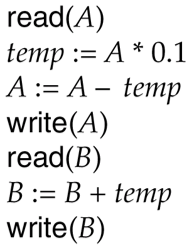 read(A)
temp := A * 0.1
A := A – temp
write(A)
read(B)
B := B + temp
write(B)